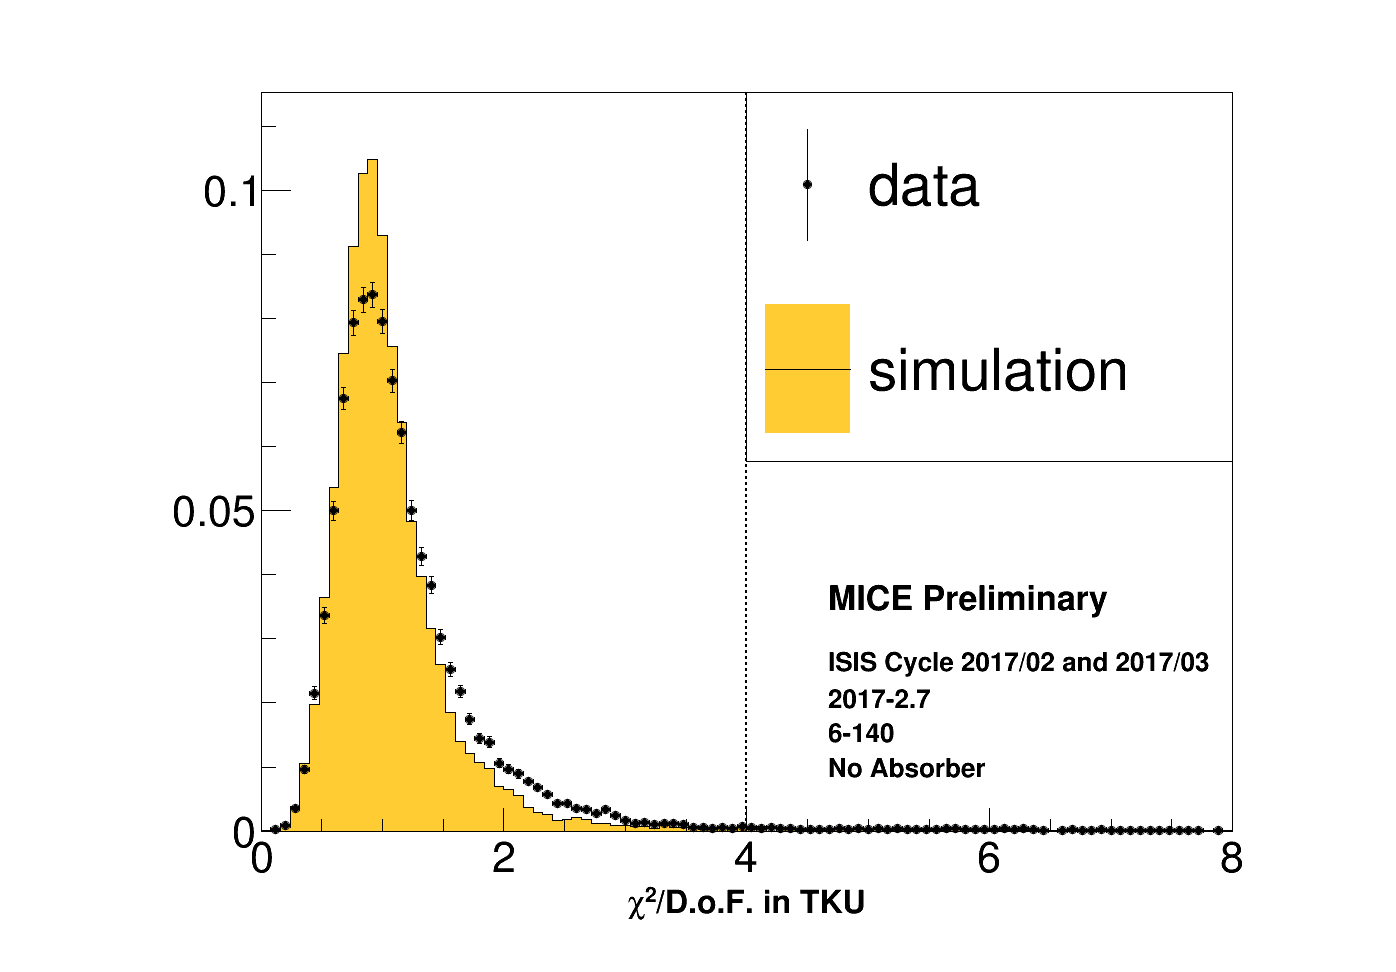 data
simulation
MICE Preliminary
ISIS Cycle 2017/02 and 2017/03
2017-2.7
6-140
No Absorber
0.1
0.05
0
0 2 4 6 8
χ²/D.o.F. in TKU